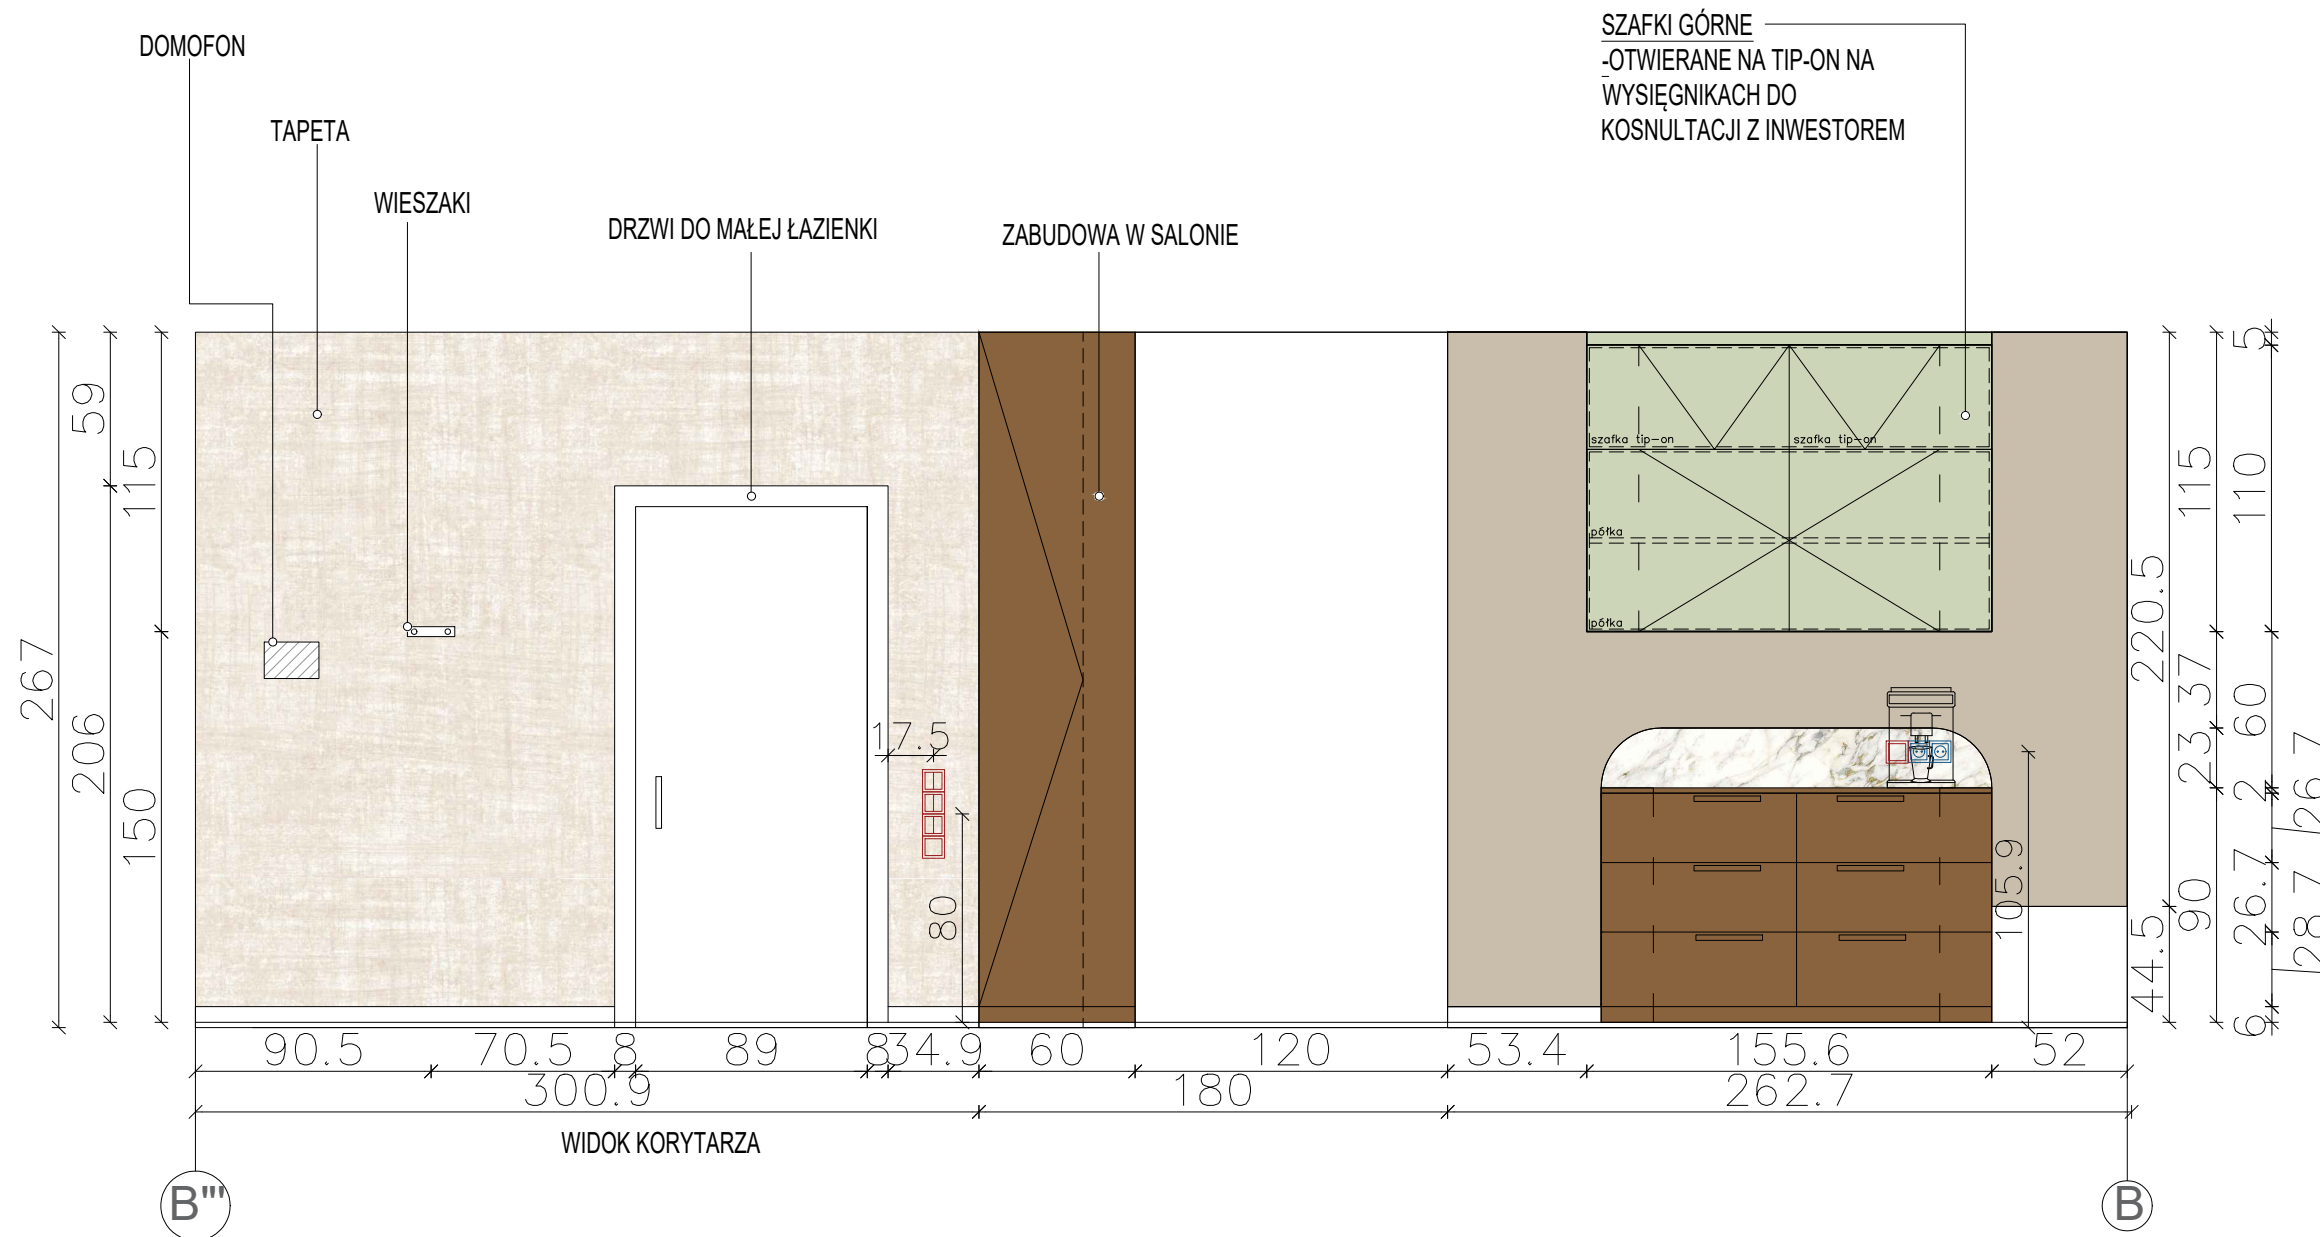 SZAFKI GÓRNE
-OTWIERANE NA TIP-ON NA
WYSIĘGNIKACH DO
KOSNULTACJI Z INWESTOREM
DOMOFON
TAPETA
WIESZAKI
DRZWI DO MAŁEJ ŁAZIENKI
ZABUDOWA W SALONIE
szafka tip-on
szafka tip-on
półka
półka
267
59
206
115
150
17.5
80
105.9
220.5
44.5
115
37
23
90
5
110
60
2
26.7
26.7
28.7
6
90.5
70.5
8
89
8
34.9
60
120
53.4
155.6
52
300.9
180
262.7
WIDOK KORYTARZA
B'''
B